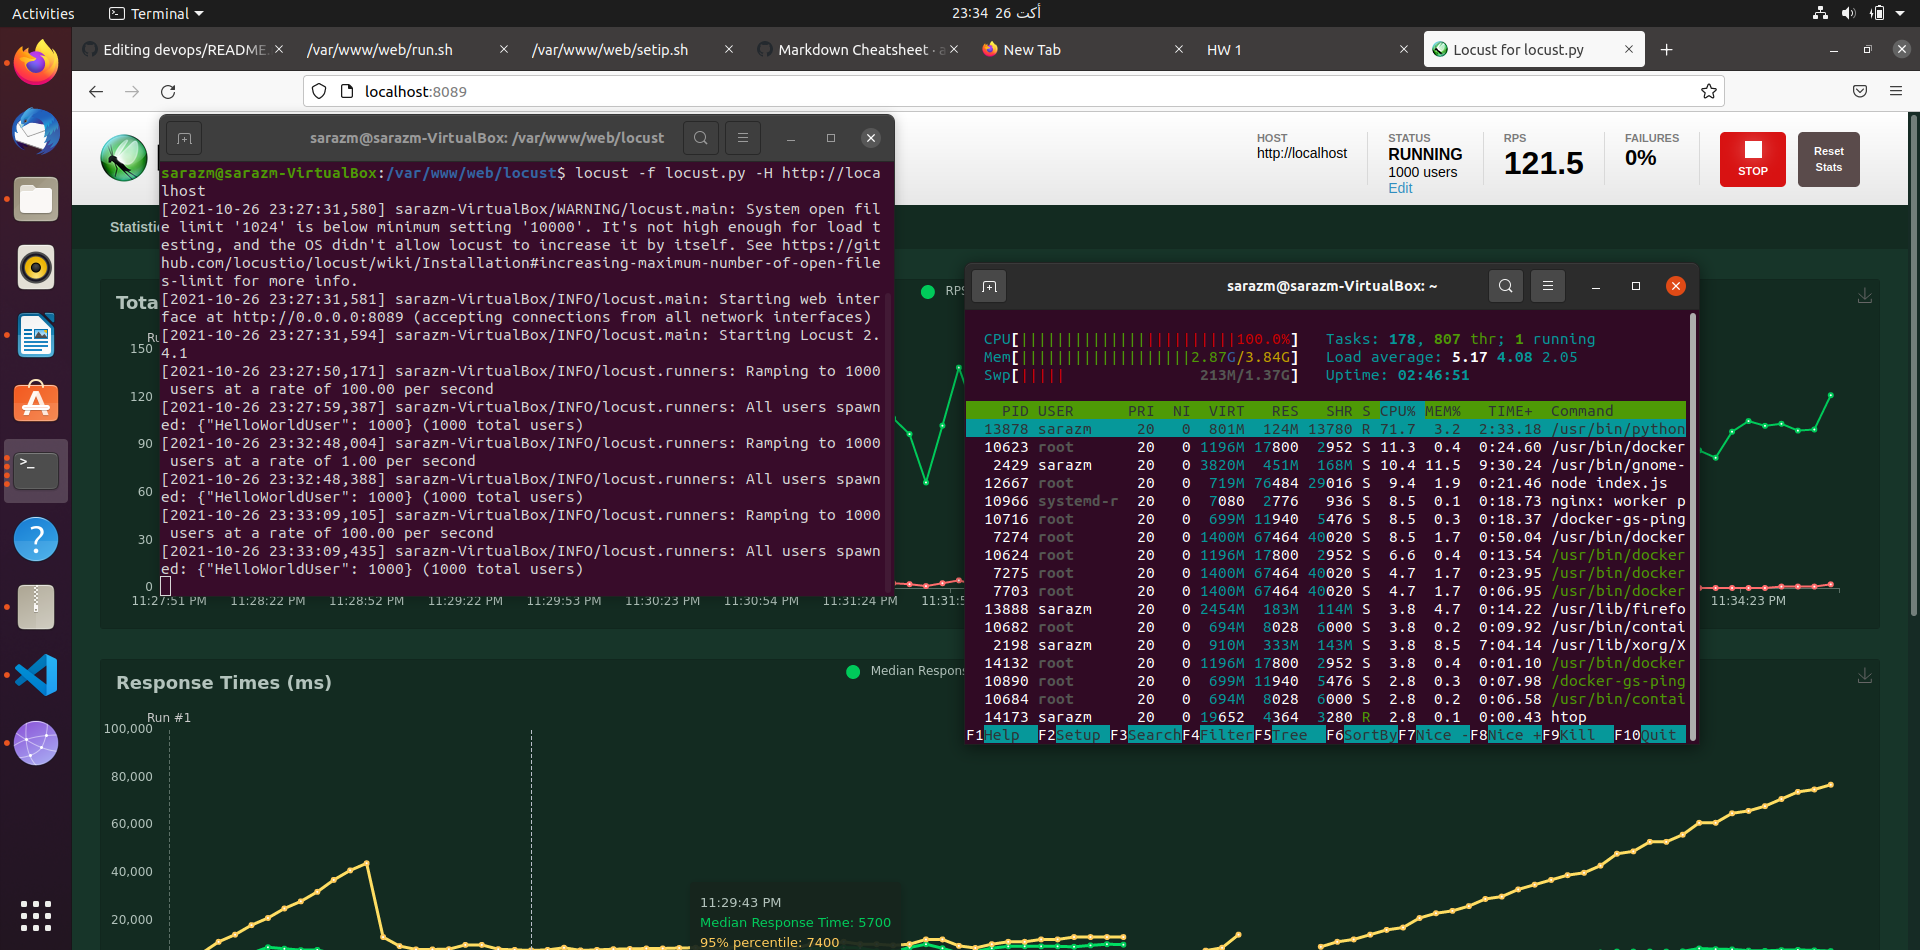 Activities
Terminal
23:34 26 أكت
Editing devops/README.
/var/www/web/run.sh
/var/www/web/setip.sh
Markdown Cheatsheet · a
New Tab
HW 1
Locust for locust.py
localhost:8089
HOST
http://localhost
STATUS
RUNNING
1000 users
Edit
RPS
121.5
FAILURES
0%
STOP
Reset
Stats
Statisti
sarazm@sarazm-VirtualBox: /var/www/web/locust
sarazm@sarazm-VirtualBox:/var/www/web/locust$ locust -f locust.py -H http://loca
lhost
[2021-10-26 23:27:31,580] sarazm-VirtualBox/WARNING/locust.main: System open fil
e limit '1024' is below minimum setting '10000'. It's not high enough for load t
esting, and the OS didn't allow locust to increase it by itself. See https://git
hub.com/locustio/locust/wiki/Installation#increasing-maximum-number-of-open-file
s-limit for more info.
[2021-10-26 23:27:31,581] sarazm-VirtualBox/INFO/locust.main: Starting web inter
face at http://0.0.0.0:8089 (accepting connections from all network interfaces)
[2021-10-26 23:27:31,594] sarazm-VirtualBox/INFO/locust.main: Starting Locust 2.
4.1
[2021-10-26 23:27:50,171] sarazm-VirtualBox/INFO/locust.runners: Ramping to 1000
users at a rate of 100.00 per second
[2021-10-26 23:27:59,387] sarazm-VirtualBox/INFO/locust.runners: All users spawn
ed: {"HelloWorldUser": 1000} (1000 total users)
[2021-10-26 23:32:48,004] sarazm-VirtualBox/INFO/locust.runners: Ramping to 1000
users at a rate of 1.00 per second
[2021-10-26 23:32:48,388] sarazm-VirtualBox/INFO/locust.runners: All users spawn
ed: {"HelloWorldUser": 1000} (1000 total users)
[2021-10-26 23:33:09,105] sarazm-VirtualBox/INFO/locust.runners: Ramping to 1000
users at a rate of 100.00 per second
[2021-10-26 23:33:09,435] sarazm-VirtualBox/INFO/locust.runners: All users spawn
ed: {"HelloWorldUser": 1000} (1000 total users)
sarazm@sarazm-VirtualBox: ~
CPU[ 100.0%] Tasks: 178, 807 thr; 1 running
Mem[ 2.87G/3.84G] Load average: 5.17 4.08 2.05
Swp[ 213M/1.37G] Uptime: 02:46:51
PID USER PRI NI VIRT RES SHR S CPU% MEM% TIME+ Command
13878 sarazm 20 0 801M 124M 13780 R 71.7 3.2 2:33.18 /usr/bin/python
10623 root 20 0 1196M 17800 2952 S 11.3 0.4 0:24.60 /usr/bin/docker
2429 sarazm 20 0 3820M 451M 168M S 10.4 11.5 9:30.24 /usr/bin/gnome-
12667 root 20 0 719M 76484 29016 S 9.4 1.9 0:21.46 node index.js
10966 systemd-r 20 0 7080 2776 936 S 8.5 0.1 0:18.73 nginx: worker p
10716 root 20 0 699M 11940 5476 S 8.5 0.3 0:18.37 /docker-gs-ping
7274 root 20 0 1400M 67464 40020 S 8.5 1.7 0:50.04 /usr/bin/docker
10624 root 20 0 1196M 17800 2952 S 6.6 0.4 0:13.54 /usr/bin/docker
7275 root 20 0 1400M 67464 40020 S 4.7 1.7 0:23.95 /usr/bin/docker
7703 root 20 0 1400M 67464 40020 S 4.7 1.7 0:06.95 /usr/bin/docker
13888 sarazm 20 0 2454M 183M 114M S 3.8 4.7 0:14.22 /usr/lib/firefo
10682 root 20 0 694M 8028 6000 S 3.8 0.2 0:09.92 /usr/bin/contai
2198 sarazm 20 0 910M 333M 143M S 3.8 8.5 7:04.14 /usr/lib/xorg/X
14132 root 20 0 1196M 17800 2952 S 3.8 0.4 0:01.10 /usr/bin/docker
10890 root 20 0 699M 11940 5476 S 2.8 0.3 0:07.98 /docker-gs-ping
10684 root 20 0 694M 8028 6000 S 2.8 0.2 0:06.58 /usr/bin/contai
14173 sarazm 20 0 19652 4364 3280 R 2.8 0.1 0:00.43 htop
F1Help F2Setup F3SearchF4FilterF5Tree F6SortByF7Nice -F8Nice +F9Kill F10Quit
Tota
RPS
Ru
150
120
90
60
30
0
11:27:51 PM 11:28:22 PM 11:28:52 PM 11:29:22 PM 11:29:53 PM 11:30:23 PM 11:30:54 PM 11:31:24 PM 11:31:5 11:34:23 PM
Response Times (ms)
Median Respons
Run #1
100,000
80,000
60,000
40,000
20,000
11:29:43 PM
Median Response Time: 5700
95% percentile: 7400